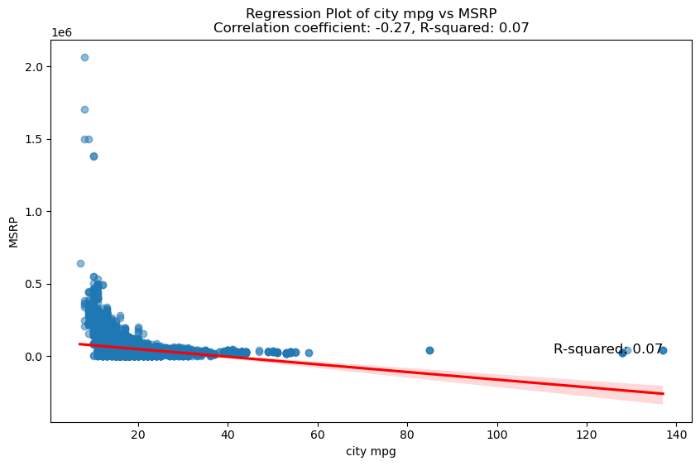 Regression Plot of city mpg vs MSRP
Correlation coefficient: -0.27, R-squared: 0.07
1e6
2.0
1.5
1.0
0.5
0.0
MSRP
R-squared: 0.07
20
40
60
80
100
120
140
city mpg